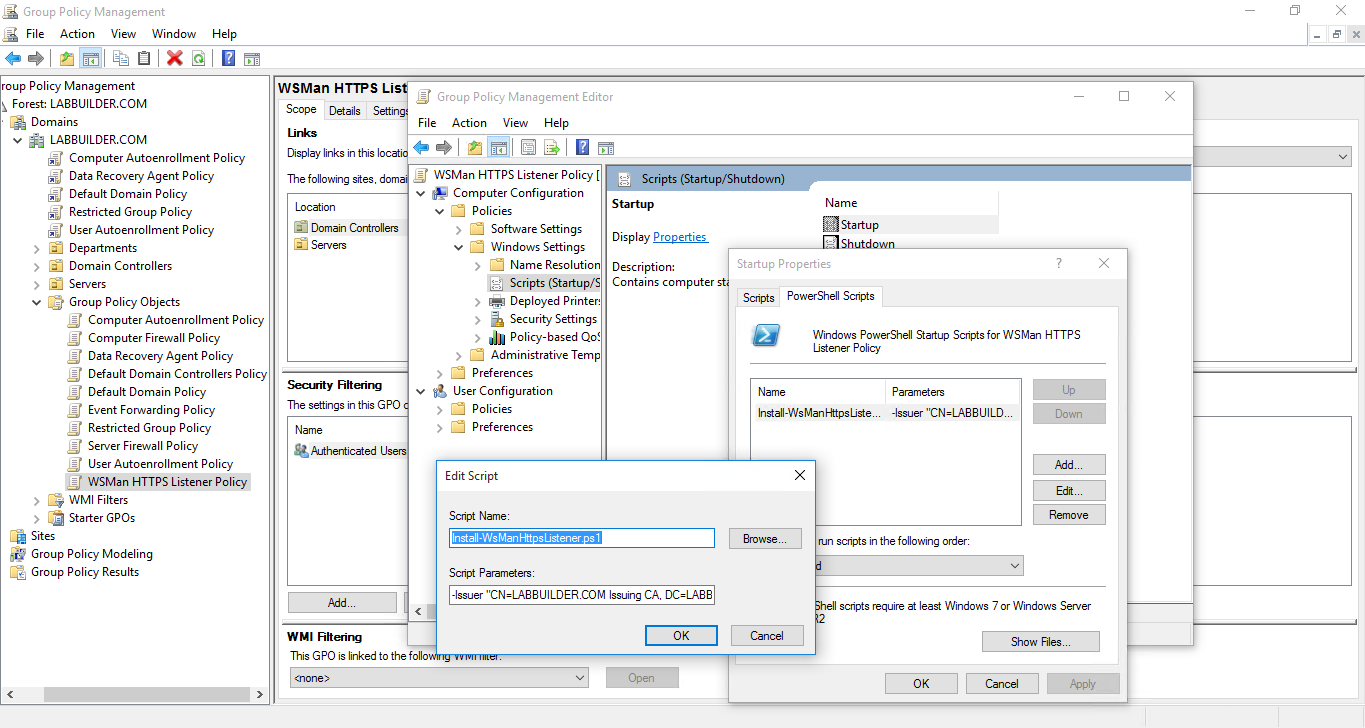 Group Policy Management
File Action View Window Help
roup Policy Management
Forest: LABBUILDER.COM
Domains
LABBUILDER.COM
Computer Autoenrollment Policy
Data Recovery Agent Policy
Default Domain Policy
Restricted Group Policy
User Autoenrollment Policy
Departments
Domain Controllers
Servers
Group Policy Objects
Computer Autoenrollment Policy
Computer Firewall Policy
Data Recovery Agent Policy
Default Domain Controllers Policy
Default Domain Policy
Event Forwarding Policy
Restricted Group Policy
Server Firewall Policy
User Autoenrollment Policy
WSMan HTTPS Listener Policy
WMI Filters
Starter GPOs
Sites
Group Policy Modeling
Group Policy Results
WSMan HTTPS List
Scope Details Settings
Links
Display links in this locatio
The following sites, domai
Location
Domain Controllers
Servers
Security Filtering
The settings in this GPO c
Name
Authenticated Users
Add...
WMI Filtering
This GPO is linked to the following WMI filter:
<none>
Open
Group Policy Management Editor
File Action View Help
WSMan HTTPS Listener Policy [
Computer Configuration
Policies
Software Settings
Windows Settings
Name Resolution
Scripts (Startup/S
Deployed Printers
Security Settings
Policy-based QoS
Administrative Temp
Preferences
User Configuration
Policies
Preferences
Scripts (Startup/Shutdown)
Startup
Display Properties
Description:
Contains computer sta
Name
Startup
Shutdown
Startup Properties
?
Scripts PowerShell Scripts
Windows PowerShell Startup Scripts for WSMan HTTPS
Listener Policy
Name Parameters
Install-WsManHttpsListe... -Issuer "CN=LABBUILD...
Up
Down
Add...
Edit...
Remove
run scripts in the following order:
d
Shell scripts require at least Windows 7 or Windows Server
R2
Show Files...
OK Cancel Apply
Edit Script
Script Name:
Install-WsManHttpsListener.ps1
Browse...
Script Parameters:
-Issuer "CN=LABBUILDER.COM Issuing CA, DC=LABB
OK Cancel